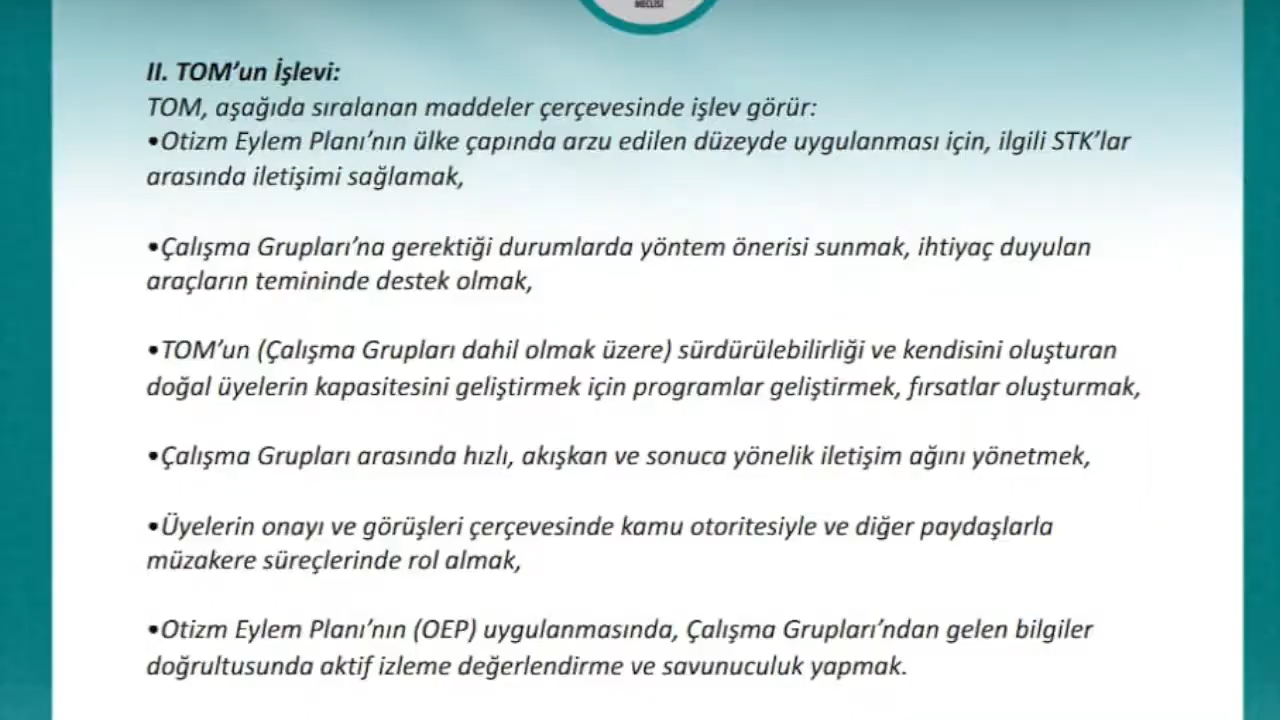 MECLİSİ
II. TOM’un İşlevi:
TOM, aşağıda sıralanan maddeler çerçevesinde işlev görür:
•Otizm Eylem Planı’nın ülke çapında arzu edilen düzeyde uygulanması için, ilgili STK’lar
arasında iletişimi sağlamak,
•Çalışma Grupları’na gerektiği durumlarda yöntem önerisi sunmak, ihtiyaç duyulan
araçların temininde destek olmak,
•TOM’un (Çalışma Grupları dahil olmak üzere) sürdürülebilirliği ve kendisini oluşturan
doğal üyelerin kapasitesini geliştirmek için programlar geliştirmek, fırsatlar oluşturmak,
•Çalışma Grupları arasında hızlı, akışkan ve sonuca yönelik iletişim ağını yönetmek,
•Üyelerin onayı ve görüşleri çerçevesinde kamu otoritesiyle ve diğer paydaşlarla
müzakere süreçlerinde rol almak,
•Otizm Eylem Planı’nın (OEP) uygulanmasında, Çalışma Grupları’ndan gelen bilgiler
doğrultusunda aktif izleme değerlendirme ve savunuculuk yapmak.